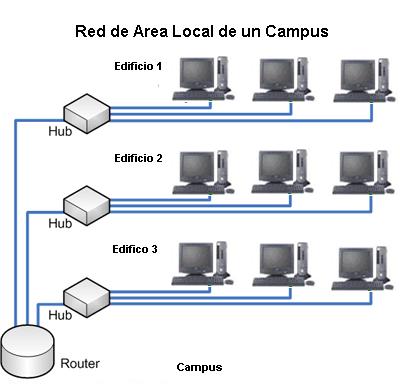 Red de Area Local de un Campus
Edificio 1
Hub
Edificio 2
Hub
Edifico 3
Hub
Router
Campus